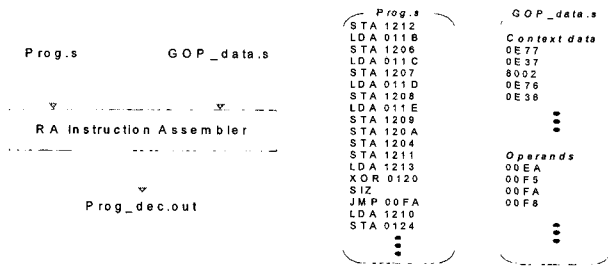 Prog.s GOP_data.s
RA Instruction Assembler
Prog_dec.out
Prog.s
STA 1212
LDA 011B
STA 1206
LDA 011C
STA 1207
LDA 011D
STA 1208
LDA 011E
STA 1209
STA 120A
STA 1204
STA 1211
LDA 1213
XOR 0120
SIZ
JMP 00FA
LDA 1210
STA 0124
GOP_data.s
Context data
0E77
0E37
8002
0E76
0E36
Operands
00EA
00F5
00FA
00F8